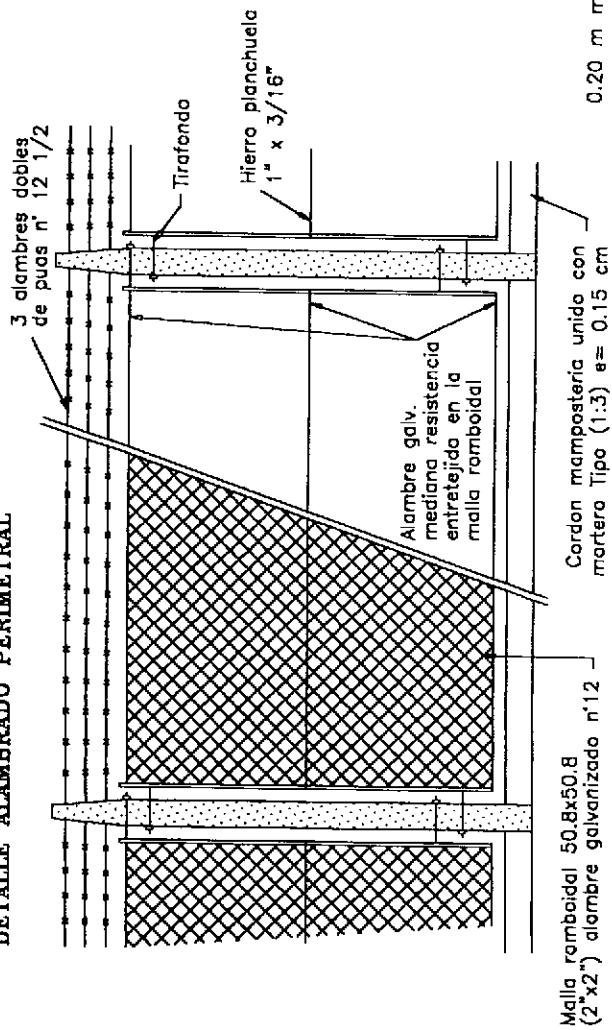 DETALLE ALAMBRADO PERIMETRAL
3 alambres dobles
de puas n' 12 1/2
Tirafondo
Hierro planchuela
1" x 3/16"
Alambre galv.
mediana resistencia
entretejido en la
malla romboidal
Malla romboidal 50.8x50.8
(2"x2") alambre galvanizado n'12
Cordon mamposteria unido con
mortero Tipo (1:3) e= 0.15 cm
0.20 m